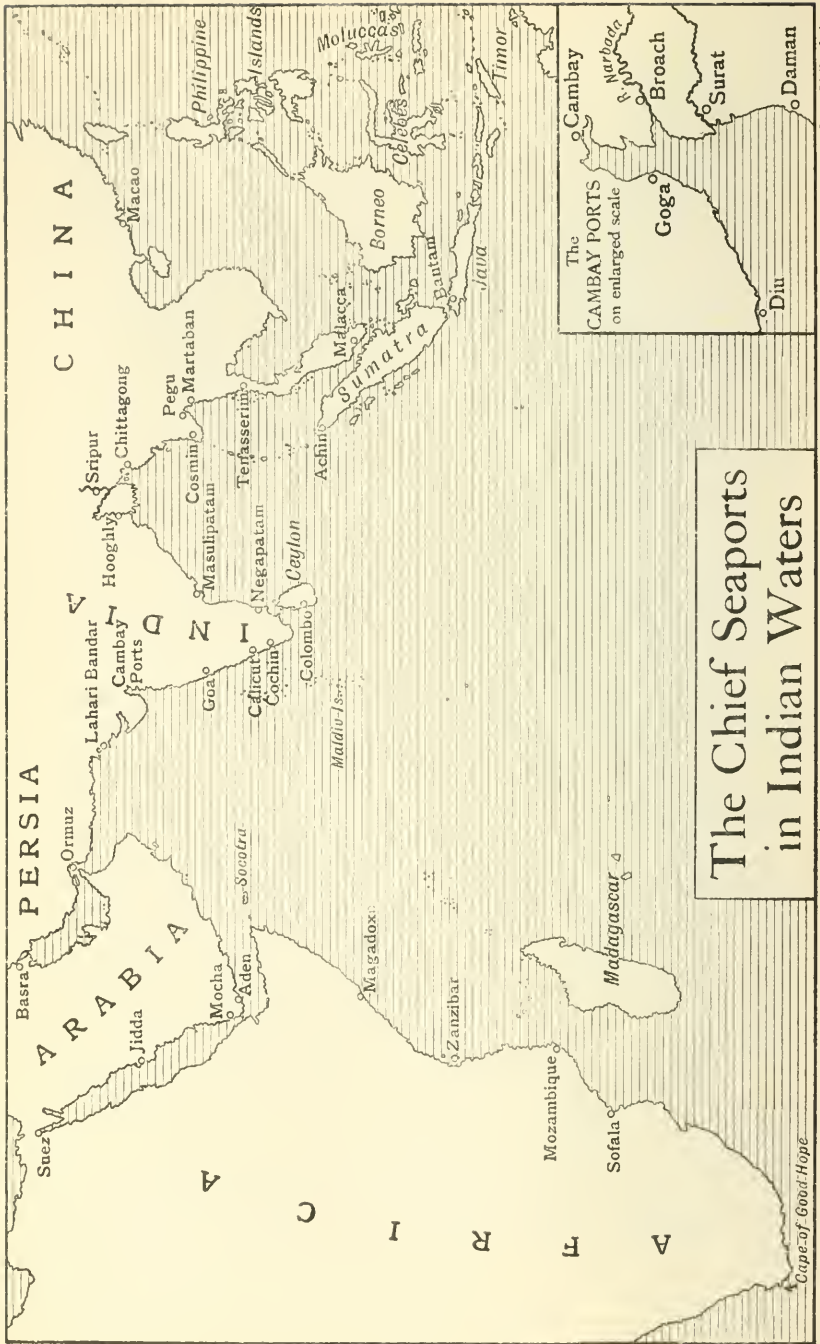 CHINA
PERSIA
ARABIA
INDIA
AFRICA
Suez
Basra
Ormuz
Jidda
Mocha
Aden
Socotra
Lahari Bandar
Cambay
Ports
Goa
Calicut
Cochin
Colombo
Ceylon
Negapatam
Masulipatam
Maldiv-Is.
Hooghly
Sripur
Chittagong
Cosmin
Pegu
Martaban
Tenasserim
Achin
Malacca
Sumatra
Bantam
Java
Borneo
Celebes
Moluccas
Timor
Philippine
Islands
Macao
Magadox
Zanzibar
Mozambique
Sofala
Madagascar
Cape of Good Hope
The Chief Seaports
in Indian Waters
The
CAMBAY PORTS
on enlarged scale
Cambay
R. Narbada
Broach
Surat
Daman
Goga
Diu